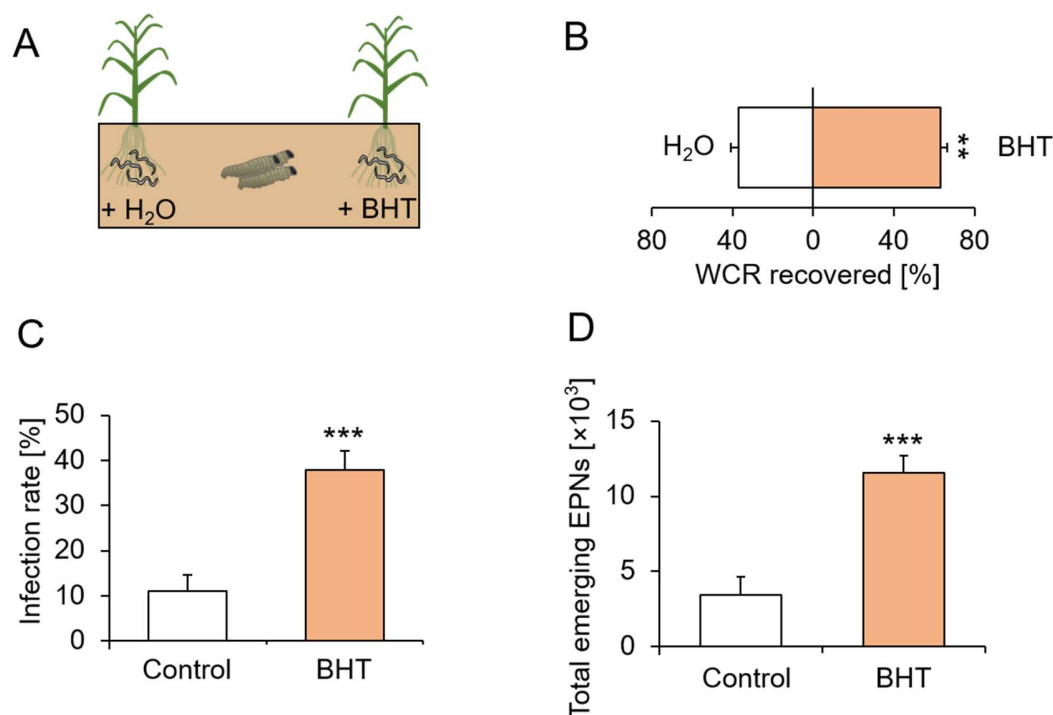 A
+ H₂O
+ BHT
B
H₂O
**
BHT
80 40 0 40 80
WCR recovered [%]
C
Infection rate [%]
50
40
30
20
10
0
***
Control BHT
D
Total emerging EPNs [×10³]
15
10
5
0
***
Control BHT